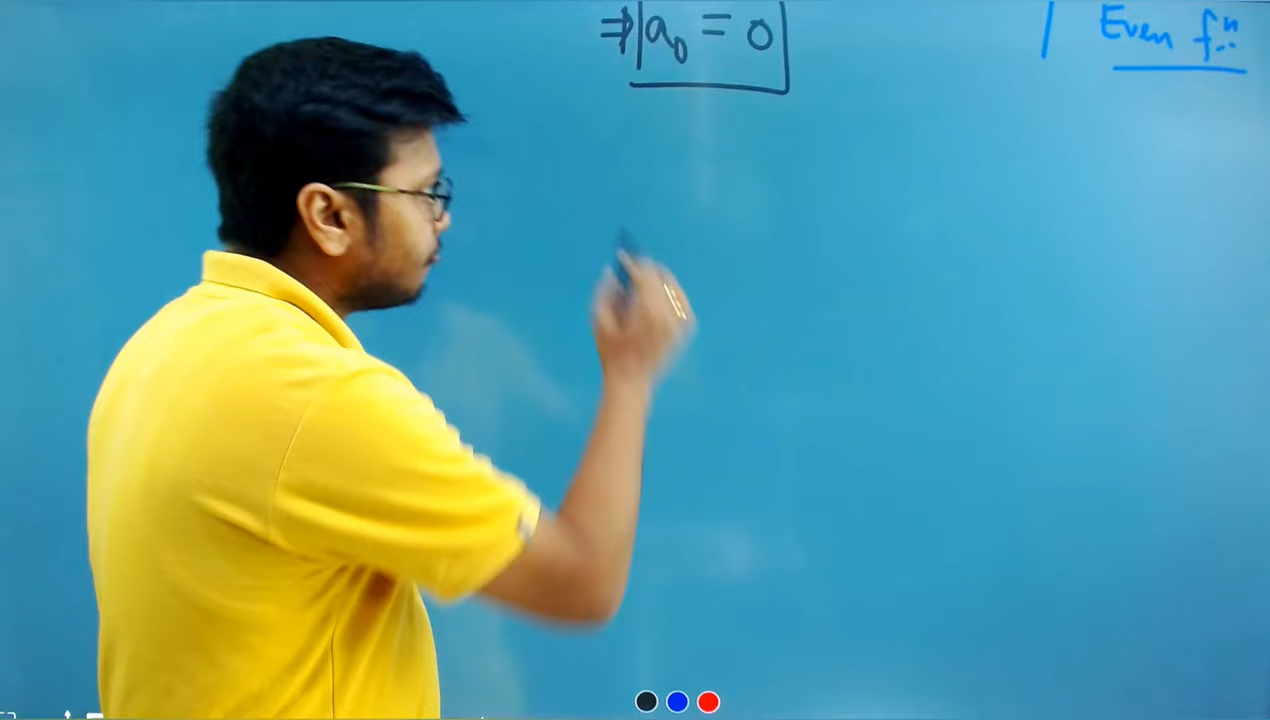 ⇒ a₀ = 0
Even fⁿ